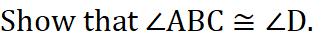 Show that ∠ABC ≅ ∠D.